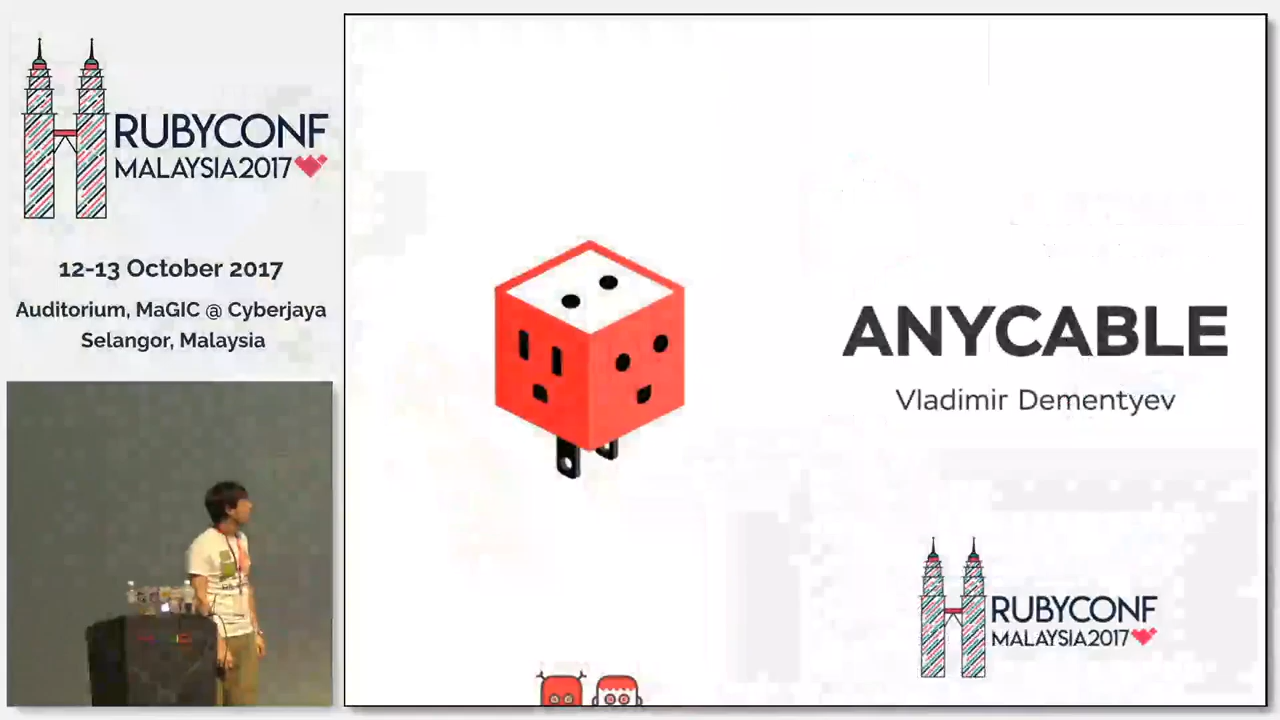 RUBYCONF
MALAYSIA2017
12-13 October 2017
Auditorium, MaGIC @ Cyberjaya
Selangor, Malaysia
ANYCABLE
Vladimir Dementyev
RUBYCONF
MALAYSIA2017